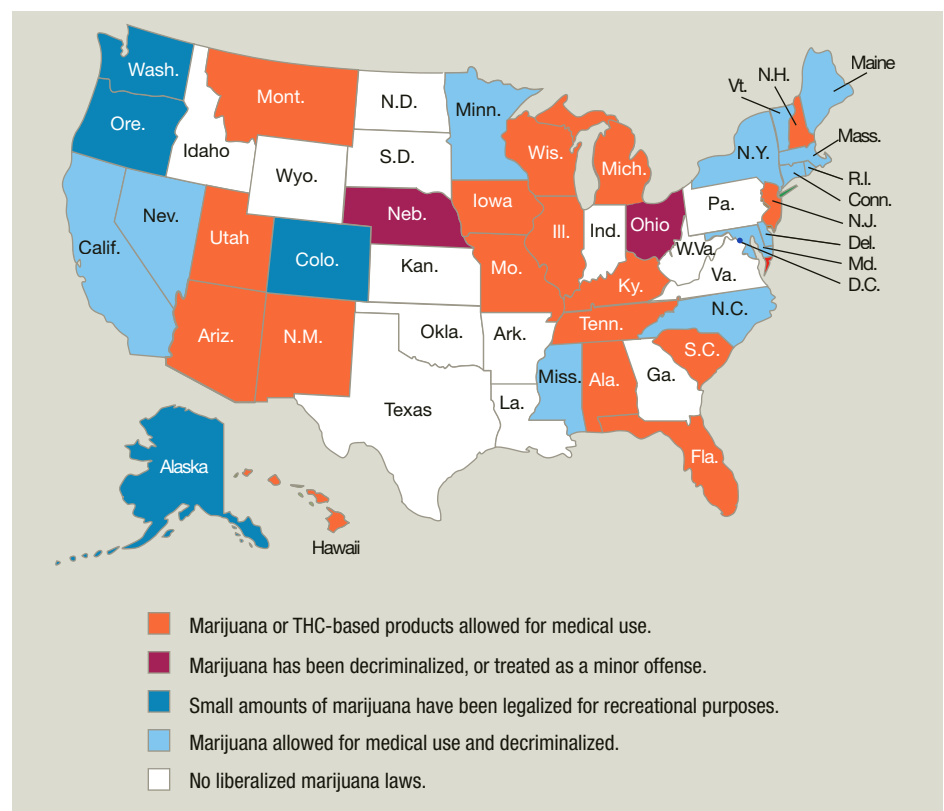 Wash.
Mont.
N.D.
Minn.
Vt.
N.H.
Maine
Ore.
Idaho
S.D.
Wis.
Mich.
N.Y.
Mass.
Wyo.
R.I.
Conn.
Nev.
Neb.
Iowa
Pa.
N.J.
Calif.
Utah
Colo.
Ill.
Ind.
Ohio
Del.
Kan.
Mo.
W.Va.
Md.
Ky.
Va.
D.C.
Ariz.
N.M.
Okla.
Ark.
Tenn.
N.C.
Miss.
Ala.
Ga.
S.C.
Texas
La.
Alaska
Fla.
Hawaii
Marijuana or THC-based products allowed for medical use.
Marijuana has been decriminalized, or treated as a minor offense.
Small amounts of marijuana have been legalized for recreational purposes.
Marijuana allowed for medical use and decriminalized.
No liberalized marijuana laws.